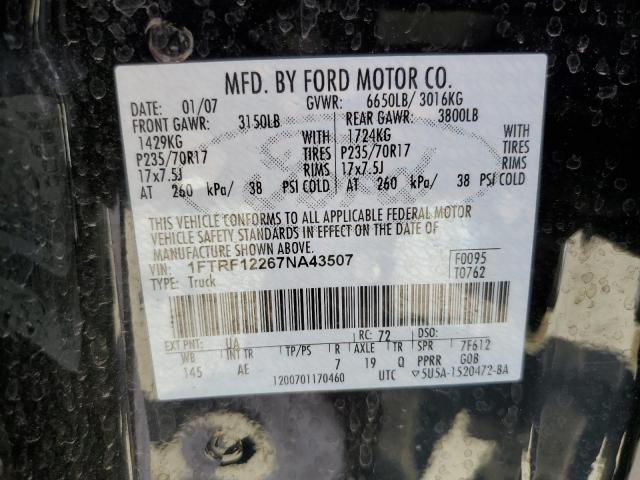 MFD. BY FORD MOTOR CO.
DATE: 01/07 GVWR: 6650LB/ 3016KG
FRONT GAWR: 3150LB REAR GAWR: 3800LB
1429KG WITH 1724KG WITH
P235/70R17 TIRES P235/70R17 TIRES
17x7.5J RIMS 17x7.5J RIMS
AT 260 kPa/ 38 PSI COLD AT 260 kPa/ 38 PSI COLD
THIS VEHICLE CONFORMS TO ALL APPLICABLE FEDERAL MOTOR
VEHICLE SAFETY STANDARDS IN EFFECT ON THE DATE OF
MANUFACTURE SHOWN ABOVE.
VIN: 1FTRF12267NA43507 F0095
TYPE: Truck T0762
EXT PNT: UA RC: 72 DSO:
WB INT TR TP/PS R AXLE TR SPR 7F612
145 AE 7 19 Q PPRR GOB
1200701170460 UTC ▽5U5A-1520472-BA